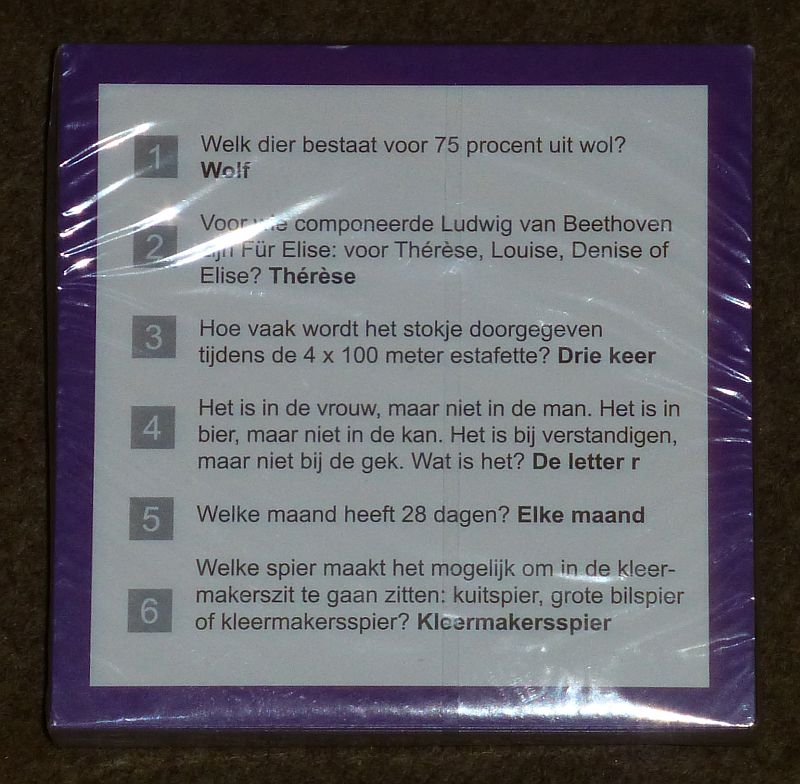 1 Welk dier bestaat voor 75 procent uit wol?
Wolf
2 Voor wie componeerde Ludwig van Beethoven
zijn Für Elise: voor Thérèse, Louise, Denise of
Elise? Thérèse
3 Hoe vaak wordt het stokje doorgegeven
tijdens de 4 x 100 meter estafette? Drie keer
4 Het is in de vrouw, maar niet in de man. Het is in
bier, maar niet in de kan. Het is bij verstandigen,
maar niet bij de gek. Wat is het? De letter r
5 Welke maand heeft 28 dagen? Elke maand
6 Welke spier maakt het mogelijk om in de kleer-
makerszit te gaan zitten: kuitspier, grote bilspier
of kleermakersspier? Kleermakersspier